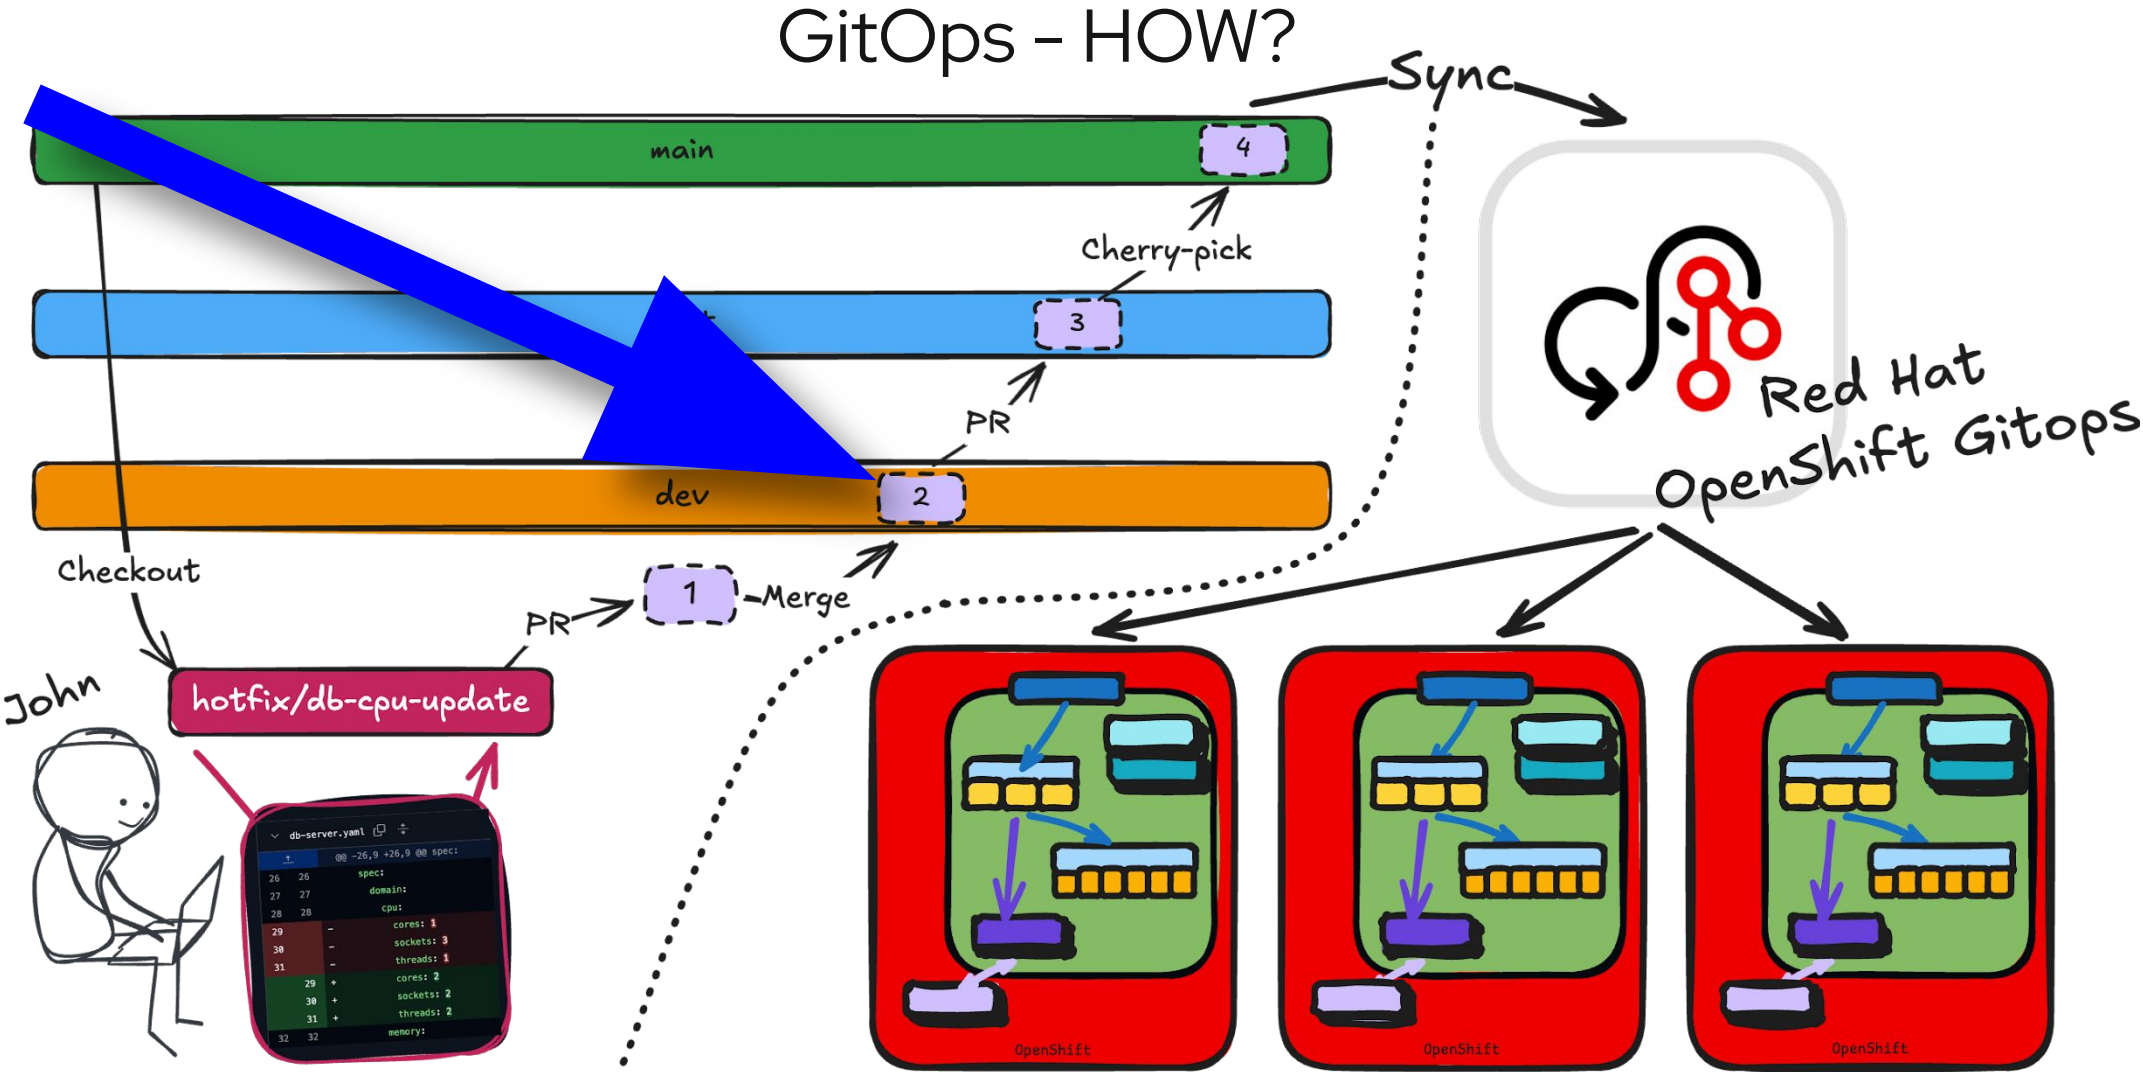 GitOps - HOW?
Sync
main
4
Cherry-pick
3
PR
dev
2
Checkout
1
Merge
PR
Red Hat
OpenShift Gitops
John
hotfix/db-cpu-update
db-server.yaml
@@ -26,9 +26,9 @@ spec:
26 26 spec:
27 27 domain:
28 28 cpu:
29 - cores: 1
30 - sockets: 3
31 - threads: 1
29 + cores: 2
30 + sockets: 2
31 + threads: 2
32 32 memory:
OpenShift
OpenShift
OpenShift